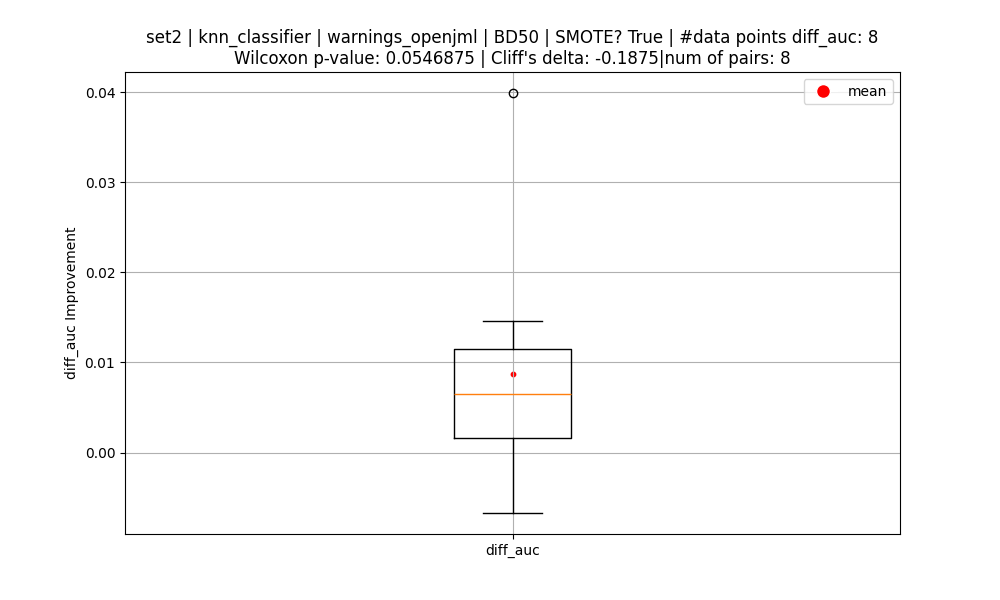 set2 | knn_classifier | warnings_openjml | BD50 | SMOTE? True | #data points diff_auc: 8
Wilcoxon p-value: 0.0546875 | Cliff's delta: -0.1875|num of pairs: 8
mean
0.04
0.03
0.02
0.01
0.00
diff_auc Improvement
diff_auc